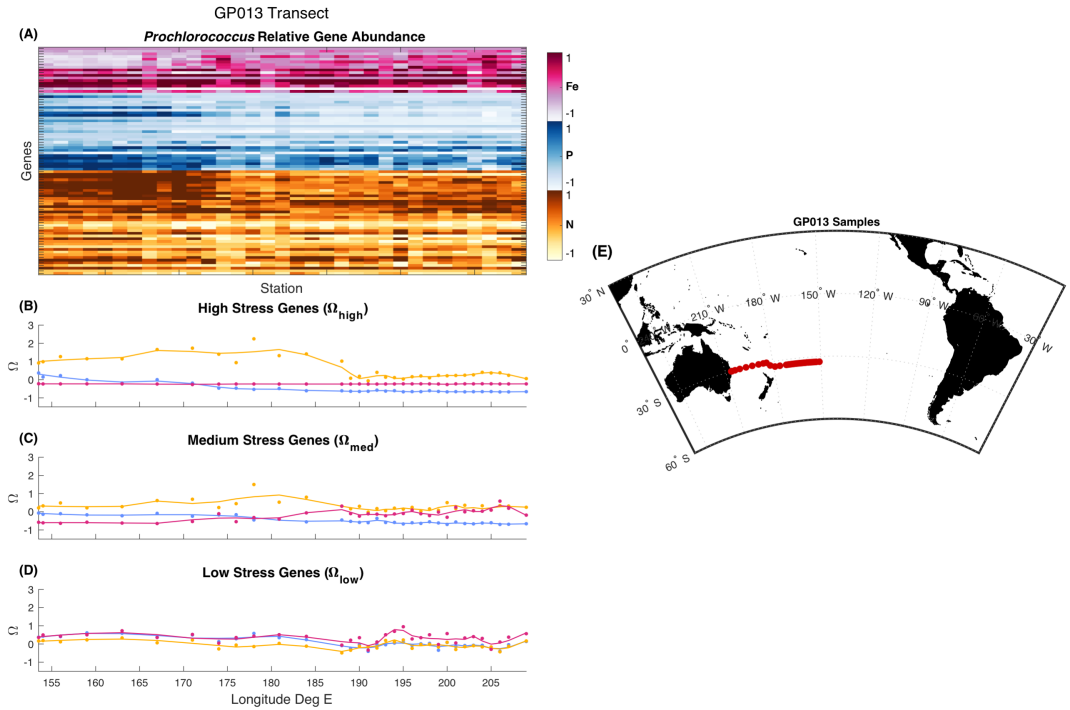 GP013 Transect
(A)
Prochlorococcus Relative Gene Abundance
Genes
Station
1
Fe
-1
1
P
-1
1
N
-1
(B)
High Stress Genes (Ωhigh)
3
2
1
0
-1
Ω
(C)
Medium Stress Genes (Ωmed)
3
2
1
0
-1
Ω
(D)
Low Stress Genes (Ωlow)
3
2
1
0
-1
Ω
155 160 165 170 175 180 185 190 195 200 205
Longitude Deg E
(E)
GP013 Samples
30° N
0°
30° S
60° S
210° W
180° W
150° W
120° W
90° W
30° W